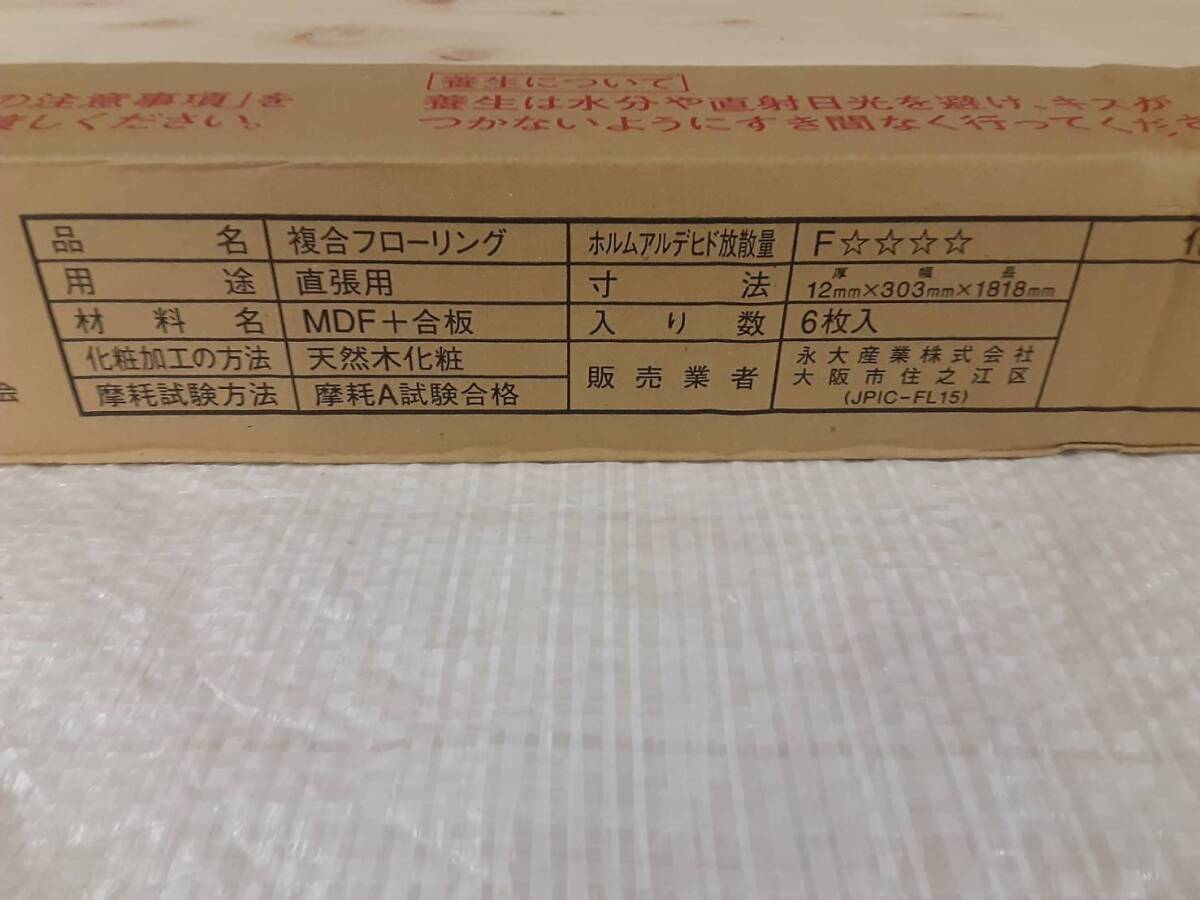 の注意事項」を
渡しください。
[養生について]
養生は水分や直射日光を避け、キズが
つかないようにすき間なく行ってくださ
品名 複合フローリング ホルムアルデヒド放散量 F☆☆☆☆
用途 直張用 寸法 厚 幅 長 12mm×303mm×1818mm
材料名 MDF+合板 入り数 6枚入
化粧加工の方法 天然木化粧 販売業者 永大産業株式会社
大阪市住之江区
摩耗試験方法 摩耗A試験合格 (JPIC-FL15)
会